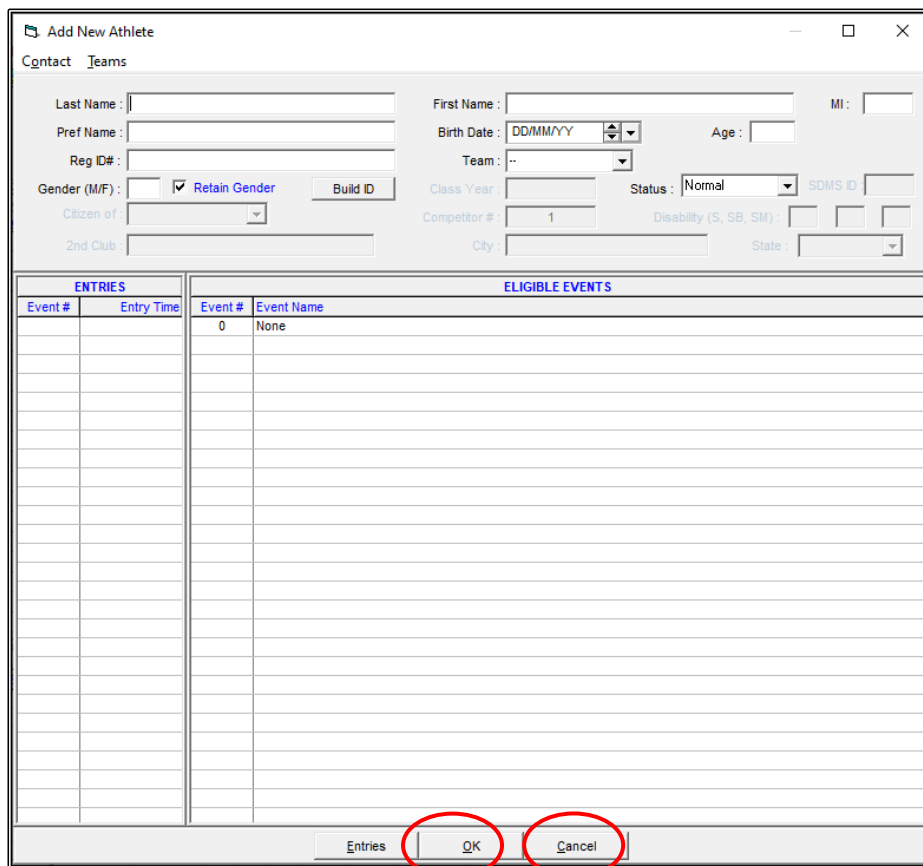 Add New Athlete
Contact Teams
Last Name : First Name : MI :
Pref Name : Birth Date : DD/MM/YY Age :
Reg ID# : Team : --
Gender (M/F) : Retain Gender Build ID Class Year : Status : Normal SDMS ID :
Citizen of : Competitor # : 1 Disability (S, SB, SM) :
2nd Club : City : State :
ENTRIES ELIGIBLE EVENTS
Event # Entry Time Event # Event Name
0 None
Entries OK Cancel